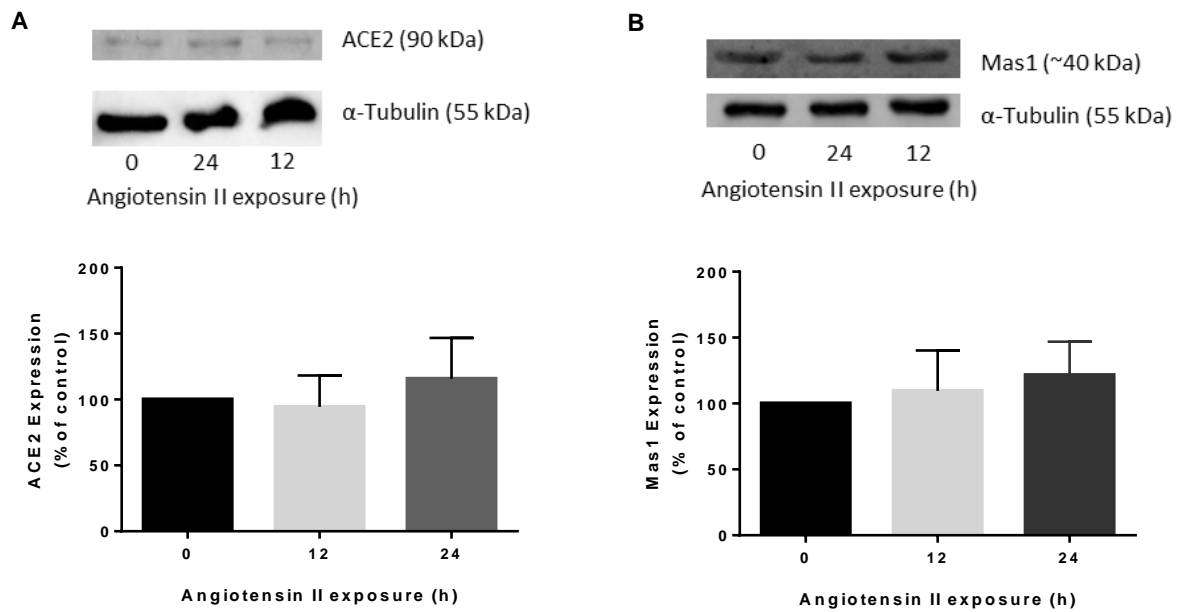 A
ACE2 (90 kDa)
α-Tubulin (55 kDa)
0 24 12
Angiotensin II exposure (h)
200
150
100
50
0
ACE2 Expression
(% of control)
0 12 24
Angiotensin II exposure (h)
B
Mas1 (~40 kDa)
α-Tubulin (55 kDa)
0 24 12
Angiotensin II exposure (h)
200
150
100
50
0
Mas1 Expression
(% of control)
0 12 24
Angiotensin II exposure (h)